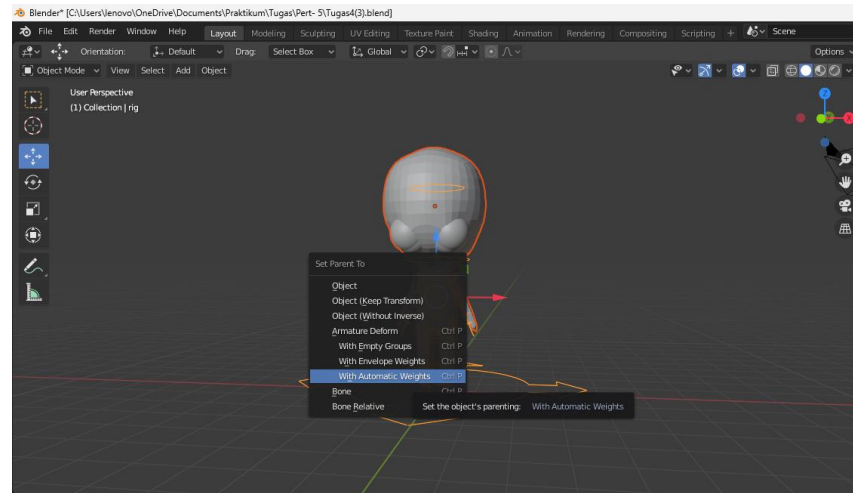 Blender* [C:\Users\lenovo\OneDrive\Documents\Praktikum\Tugas\Pert- 5\Tugas4(3).blend]
File Edit Render Window Help Layout Modeling Sculpting UV Editing Texture Paint Shading Animation Rendering Compositing Scripting + Scene
Orientation: Default Drag: Select Box Global Options
Object Mode View Select Add Object
User Perspective
(1) Collection | rig
Z
X
Set Parent To
Object
Object (Keep Transform)
Object (Without Inverse)
Armature Deform Ctrl P
With Empty Groups Ctrl P
With Envelope Weights Ctrl P
With Automatic Weights Ctrl P
Bone Ctrl P
Bone Relative
Set the object's parenting: With Automatic Weights